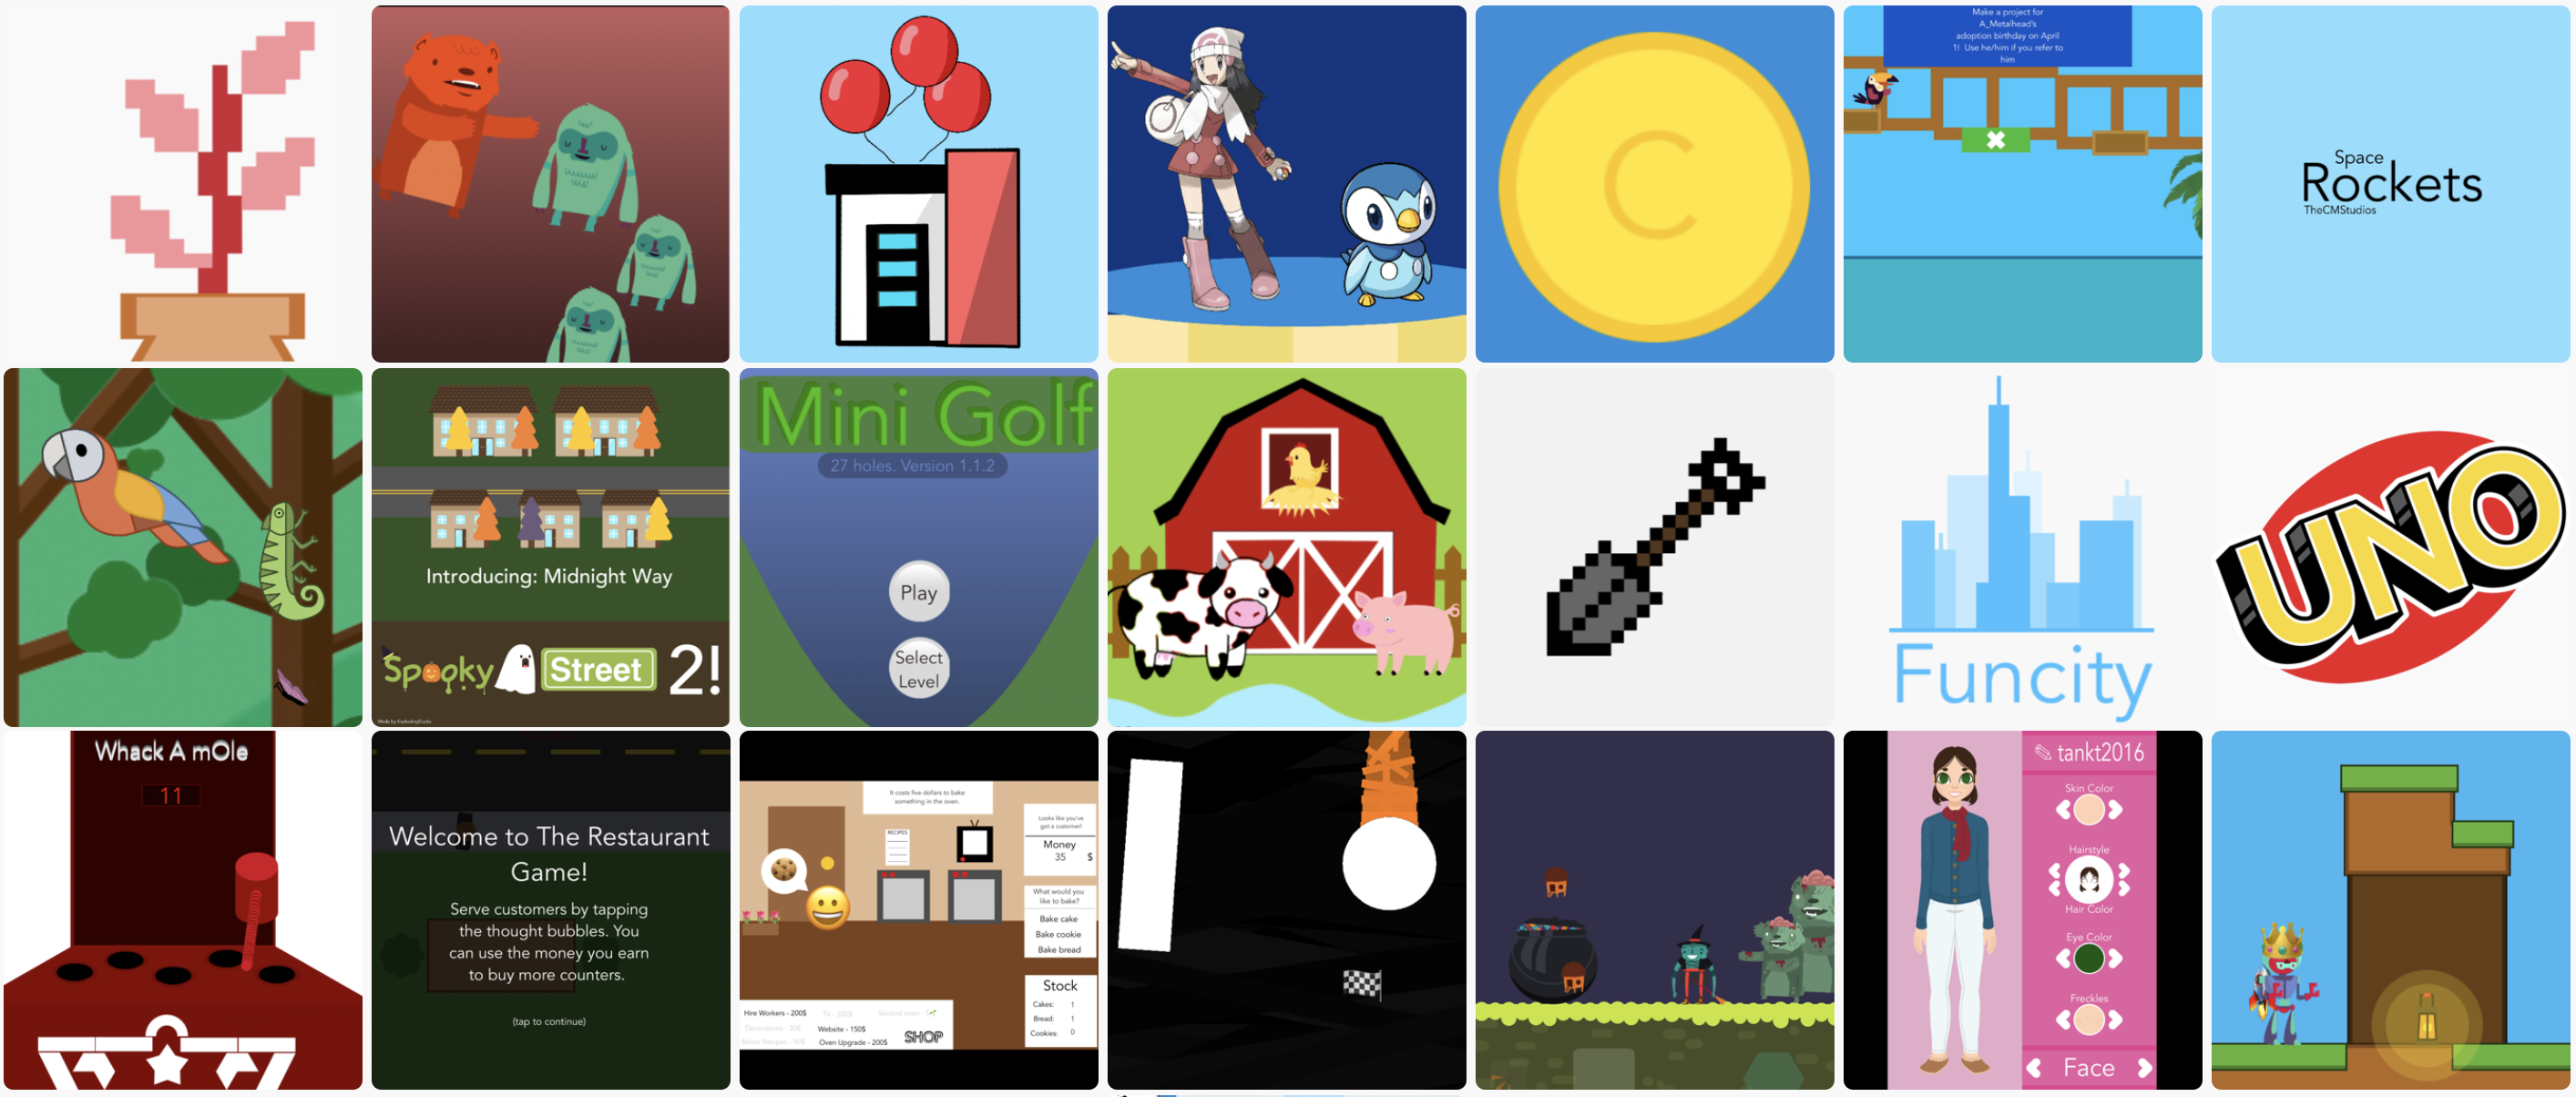 Make a project for
A_Metalhead's
adoption birthday on April
1! Use he/him if you refer to
him
C
Space
Rockets
TheCMStudios
Introducing: Midnight Way
Spooky Street 2!
Made by ExplodingDucks
Mini Golf
27 holes. Version 1.1.2
Play
Select
Level
Funcity
UNO
Whack A mOle
11
Welcome to The Restaurant
Game!
Serve customers by tapping
the thought bubbles. You
can use the money you earn
to buy more counters.
(tap to continue)
It costs five dollars to bake
something in the oven.
RECIPES
Looks like you've
got a customer!
Money
35 $
What would you
like to bake?
Bake cake
Bake cookie
Bake bread
Stock
Cakes: 1
Bread: 1
Cookies: 0
Hire Workers - 200$ TV - 200$ Second oven -
Decorations - 30$ Website - 150$
Better Recipes - 90$ Oven Upgrade - 200$ SHOP
tankt2016
Skin Color
Hairstyle
Hair Color
Eye Color
Freckles
Face